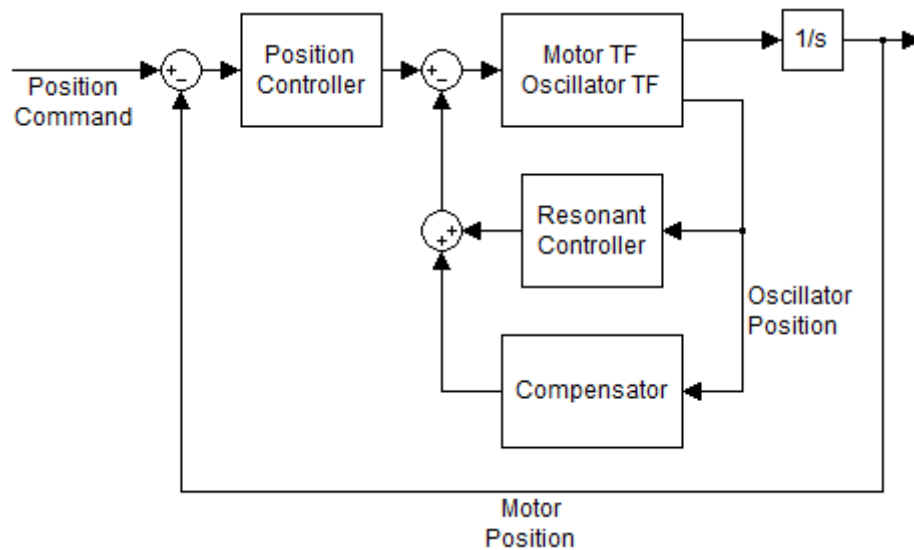 Position
Controller
Motor TF
Oscillator TF
1/s
+
−
+
−
Position
Command
Resonant
Controller
+
+
Oscillator
Position
Compensator
Motor
Position